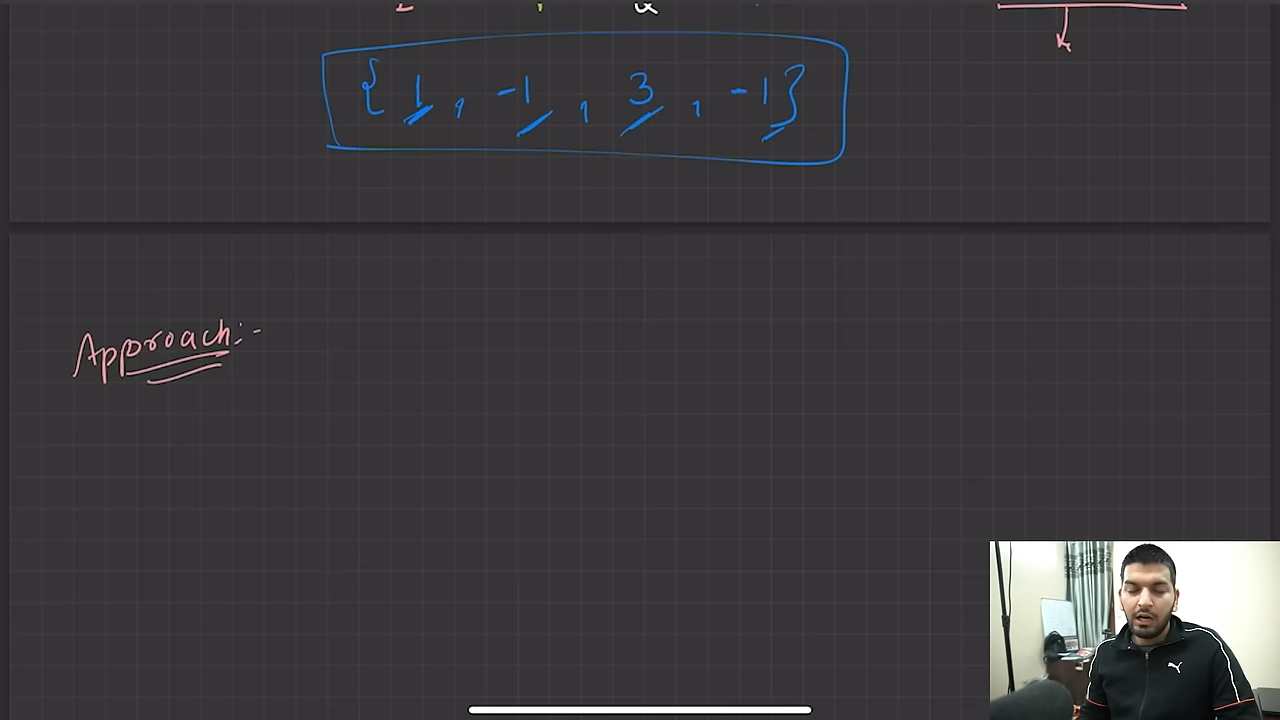 { 1 , -1 , 3 , -1 }
Approach:-